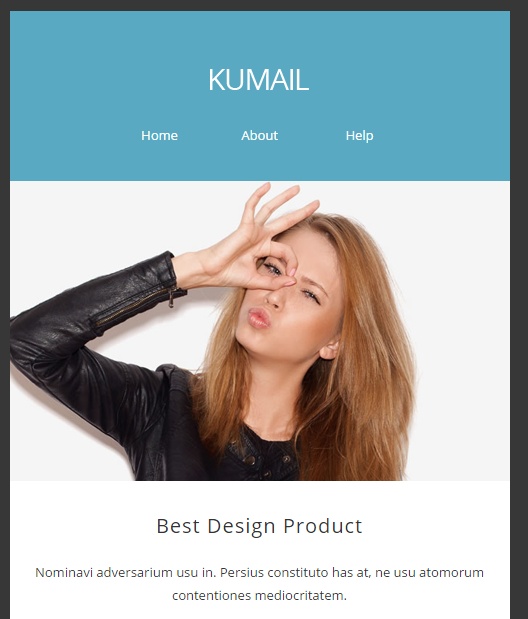 KUMAIL
Home About Help
Best Design Product
Nominavi adversarium usu in. Persius constituto has at, ne usu atomorum
contentiones mediocritatem.